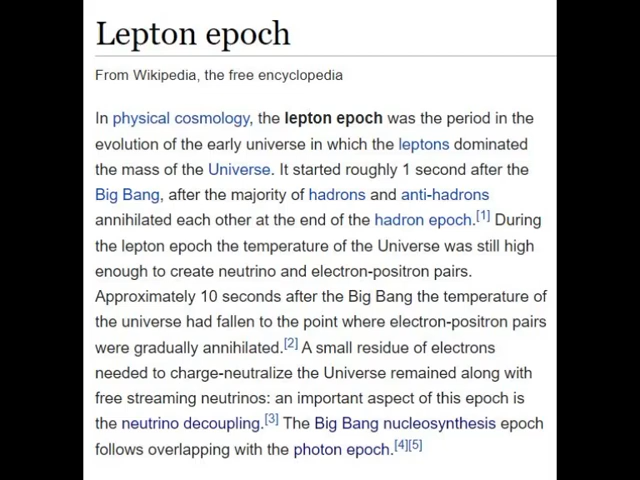 Lepton epoch
From Wikipedia, the free encyclopedia
In physical cosmology, the lepton epoch was the period in the
evolution of the early universe in which the leptons dominated
the mass of the Universe. It started roughly 1 second after the
Big Bang, after the majority of hadrons and anti-hadrons
annihilated each other at the end of the hadron epoch.[1] During
the lepton epoch the temperature of the Universe was still high
enough to create neutrino and electron-positron pairs.
Approximately 10 seconds after the Big Bang the temperature of
the universe had fallen to the point where electron-positron pairs
were gradually annihilated.[2] A small residue of electrons
needed to charge-neutralize the Universe remained along with
free streaming neutrinos: an important aspect of this epoch is
the neutrino decoupling.[3] The Big Bang nucleosynthesis epoch
follows overlapping with the photon epoch.[4][5]